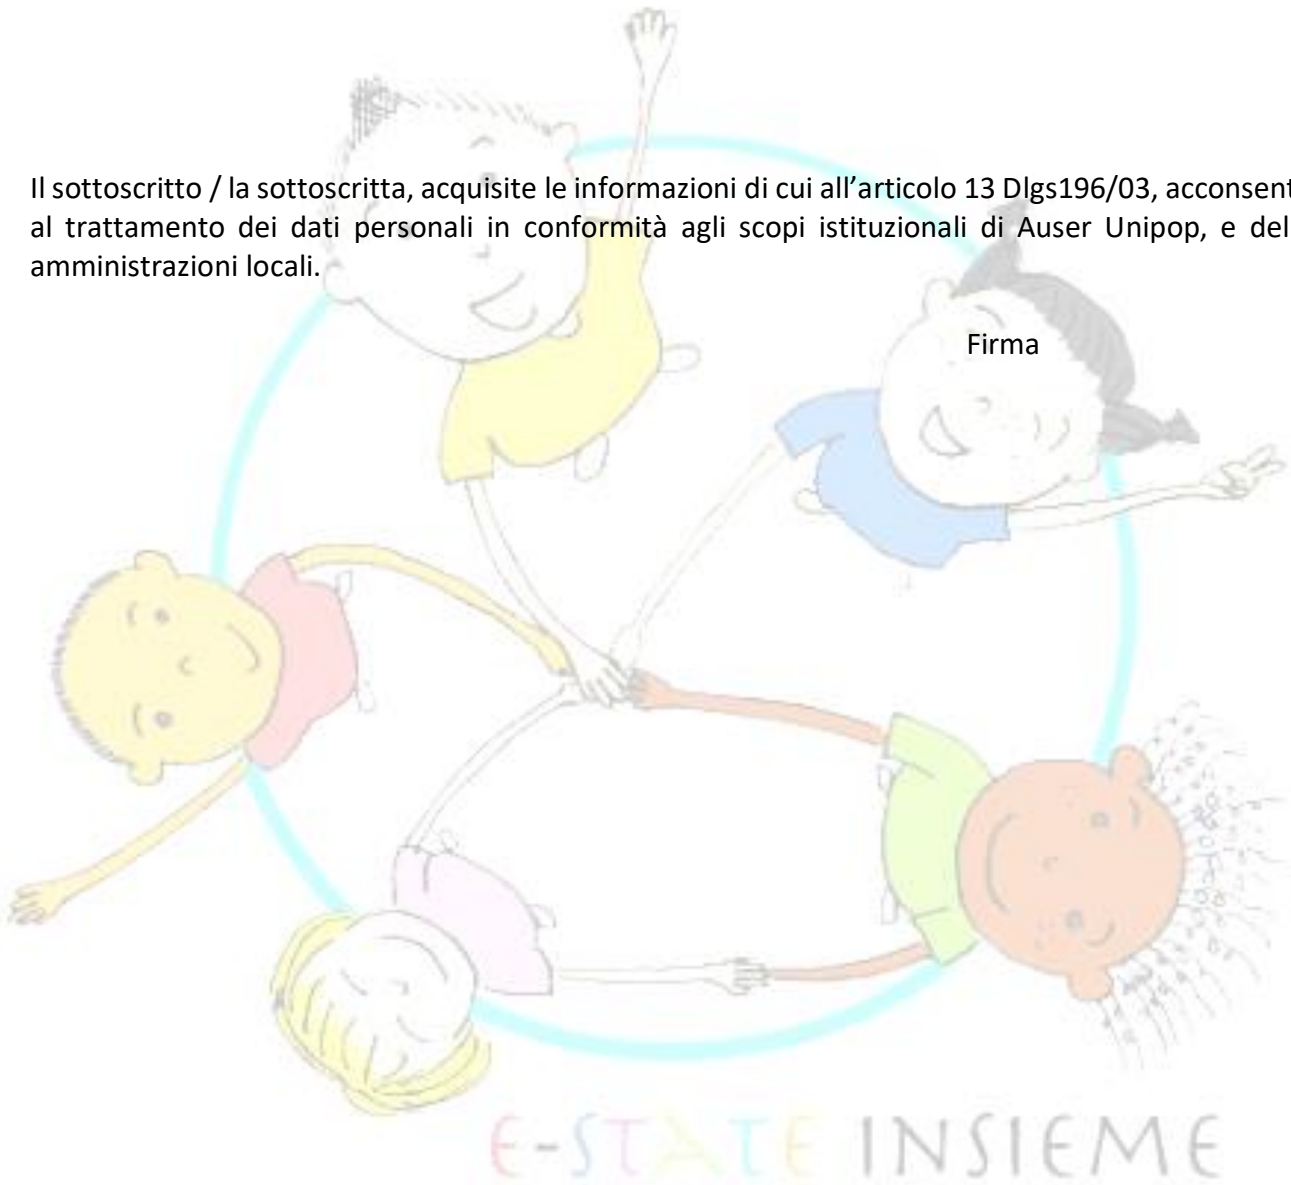 Il sottoscritto / la sottoscritta, acquisite le informazioni di cui all’articolo 13 Dlgs196/03, acconsent
al trattamento dei dati personali in conformità agli scopi istituzionali di Auser Unipop, e del
amministrazioni locali.
Firma
E-STATE INSIEME